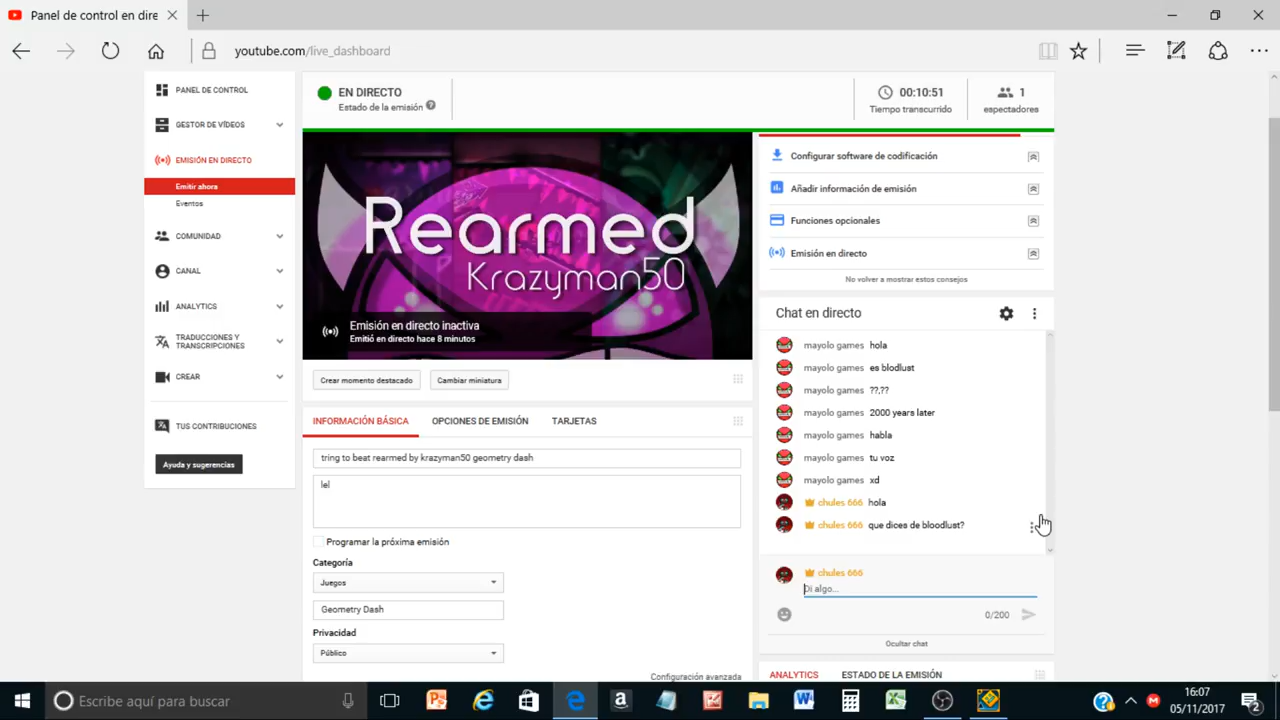 Panel de control en dire
youtube.com/live_dashboard
PANEL DE CONTROL
GESTOR DE VÍDEOS
EMISIÓN EN DIRECTO
Emitir ahora
Eventos
COMUNIDAD
CANAL
ANALYTICS
TRADUCCIONES Y
TRANSCRIPCIONES
CREAR
TUS CONTRIBUCIONES
Ayuda y sugerencias
EN DIRECTO
Estado de la emisión ?
00:10:51
Tiempo transcurrido
1
espectadores
Rearmed
Krazyman50
Emisión en directo inactiva
Emitió en directo hace 8 minutos
Crear momento destacado
Cambiar miniatura
INFORMACIÓN BÁSICA
OPCIONES DE EMISIÓN
TARJETAS
tring to beat rearmed by krazyman50 geometry dash
lel
Programar la próxima emisión
Categoría
Juegos
Geometry Dash
Privacidad
Público
Configuración avanzada
Configurar software de codificación
Añadir información de emisión
Funciones opcionales
Emisión en directo
No volver a mostrar estos consejos
Chat en directo
mayolo games hola
mayolo games es blodlust
mayolo games ??,??
mayolo games 2000 years later
mayolo games habla
mayolo games tu voz
mayolo games xd
chules 666 hola
chules 666 que dices de bloodlust?
chules 666
Di algo...
0/200
Ocultar chat
ANALYTICS
ESTADO DE LA EMISIÓN
Escribe aquí para buscar
16:07
05/11/2017
2